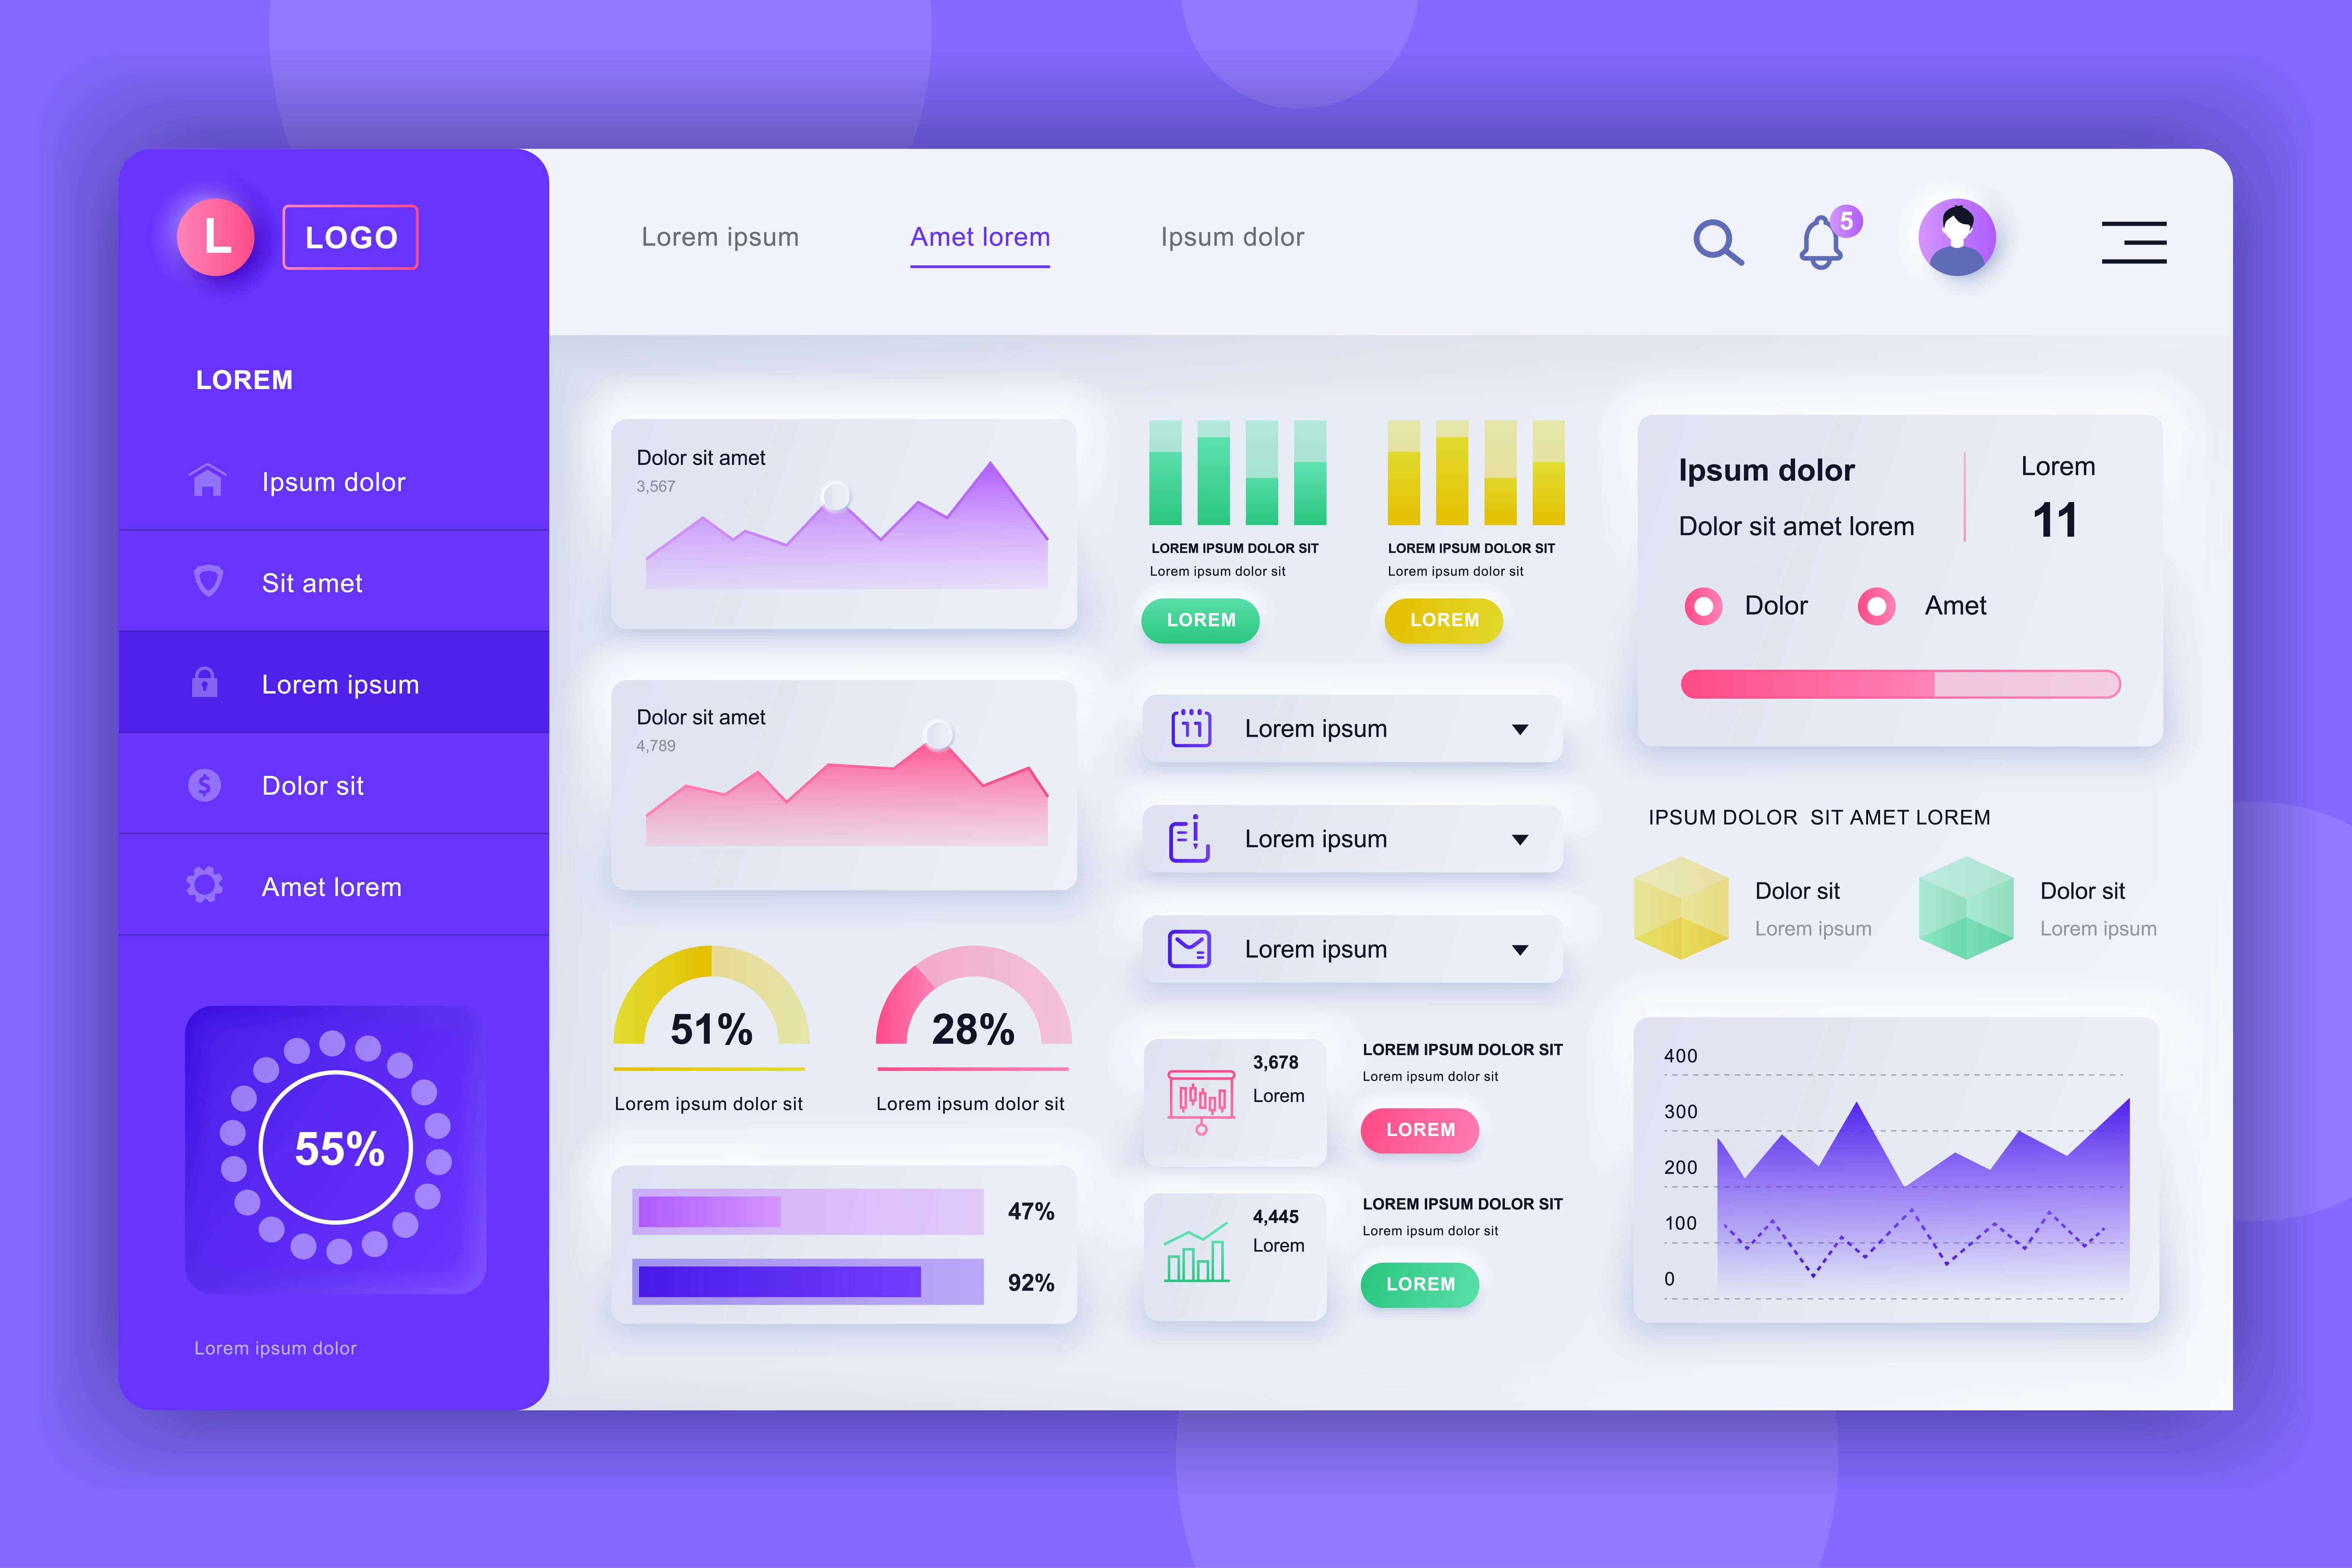 L
LOGO
Lorem ipsum
Amet lorem
Ipsum dolor
5
LOREM
Ipsum dolor
Sit amet
Lorem ipsum
$
Dolor sit
Amet lorem
55%
Lorem ipsum dolor
Dolor sit amet
3,567
Dolor sit amet
4,789
51%
Lorem ipsum dolor sit
28%
Lorem ipsum dolor sit
47%
92%
LOREM IPSUM DOLOR SIT
Lorem ipsum dolor sit
LOREM
LOREM IPSUM DOLOR SIT
Lorem ipsum dolor sit
LOREM
11
Lorem ipsum
Lorem ipsum
Lorem ipsum
3,678
Lorem
LOREM IPSUM DOLOR SIT
Lorem ipsum dolor sit
LOREM
4,445
Lorem
LOREM IPSUM DOLOR SIT
Lorem ipsum dolor sit
LOREM
Ipsum dolor
Dolor sit amet lorem
Lorem
11
Dolor
Amet
IPSUM DOLOR SIT AMET LOREM
Dolor sit
Lorem ipsum
Dolor sit
Lorem ipsum
400
300
200
100
0